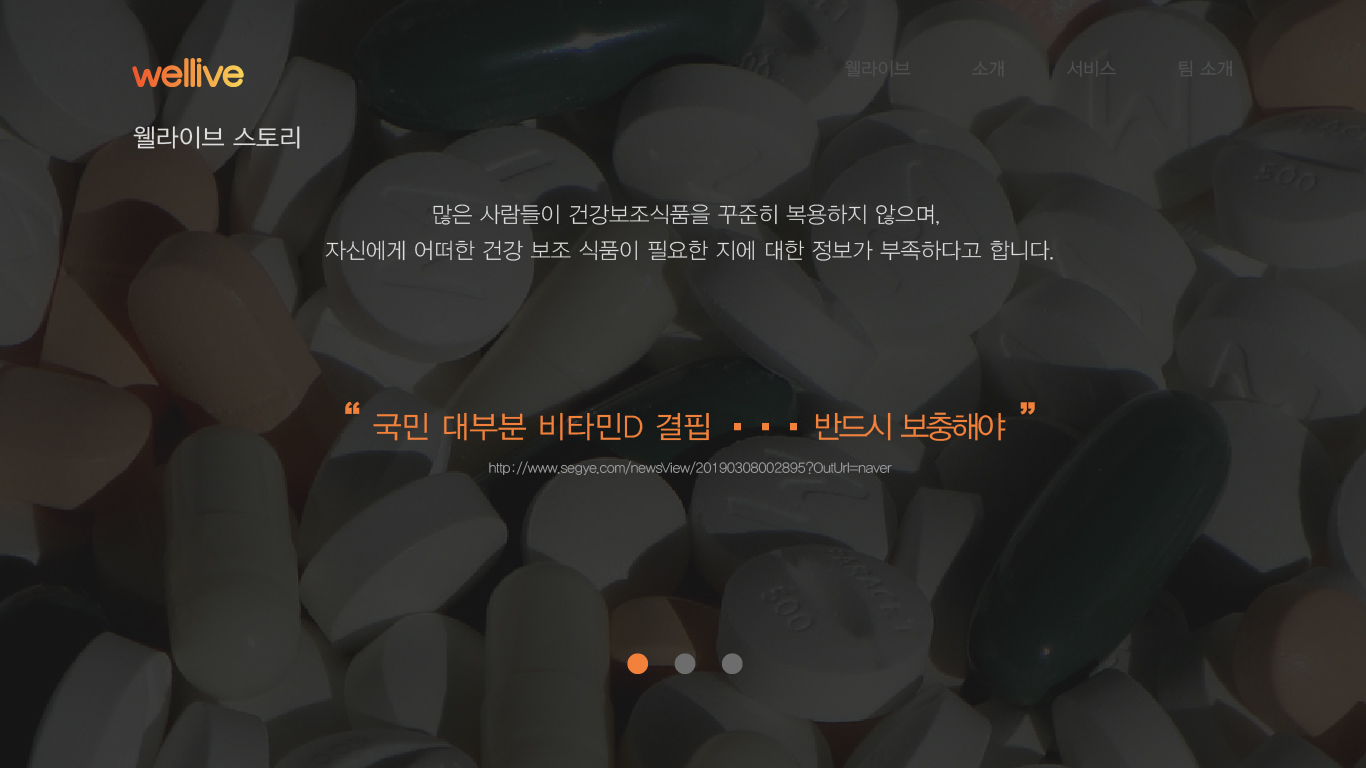 wellive
웰라이브 소개 서비스 팀 소개
웰라이브 스토리
많은 사람들이 건강보조식품을 꾸준히 복용하지 않으며,
자신에게 어떠한 건강 보조 식품이 필요한 지에 대한 정보가 부족하다고 합니다.
“ 국민 대부분 비타민D 결핍 ··· 반드시 보충해야 ”
http://www.segye.com/newsView/20190308002895?OutUrl=naver
500
500